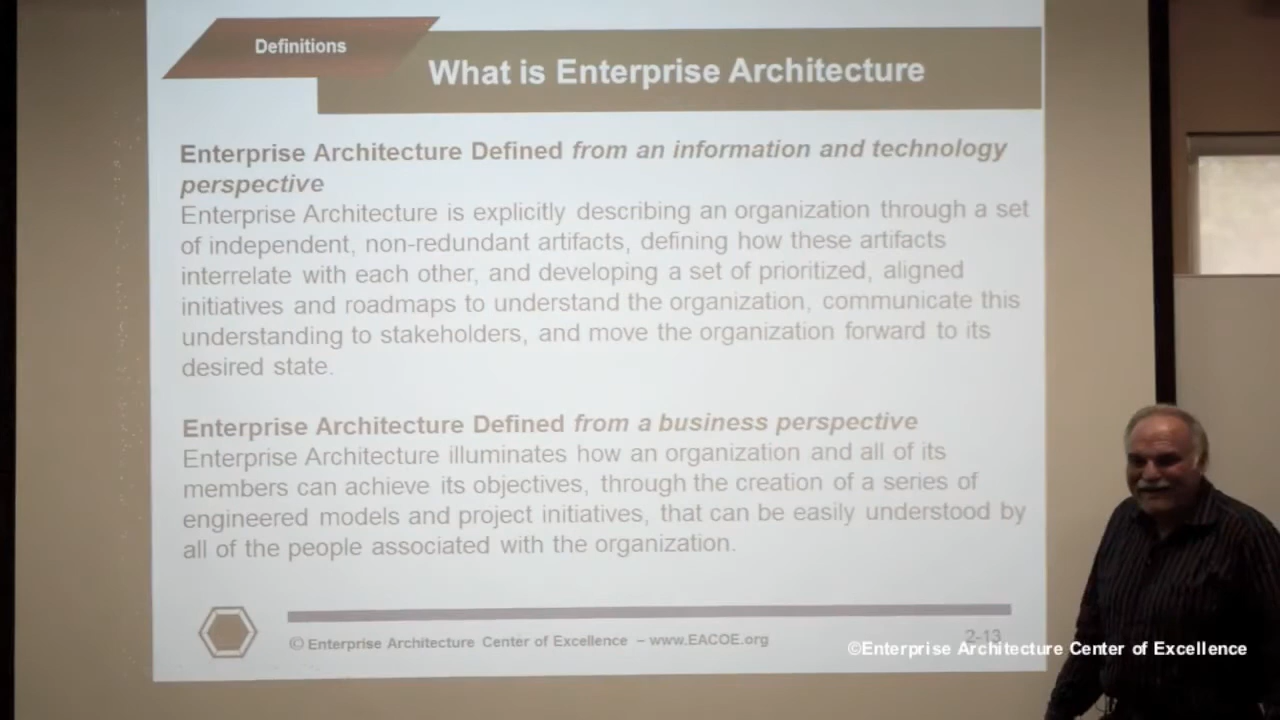 Definitions
What is Enterprise Architecture
Enterprise Architecture Defined from an information and technology
perspective
Enterprise Architecture is explicitly describing an organization through a set
of independent, non-redundant artifacts, defining how these artifacts
interrelate with each other, and developing a set of prioritized, aligned
initiatives and roadmaps to understand the organization, communicate this
understanding to stakeholders, and move the organization forward to its
desired state.
Enterprise Architecture Defined from a business perspective
Enterprise Architecture illuminates how an organization and all of its
members can achieve its objectives, through the creation of a series of
engineered models and project initiatives, that can be easily understood by
all of the people associated with the organization.
© Enterprise Architecture Center of Excellence – www.EACOE.org
2-13
©Enterprise Architecture Center of Excellence